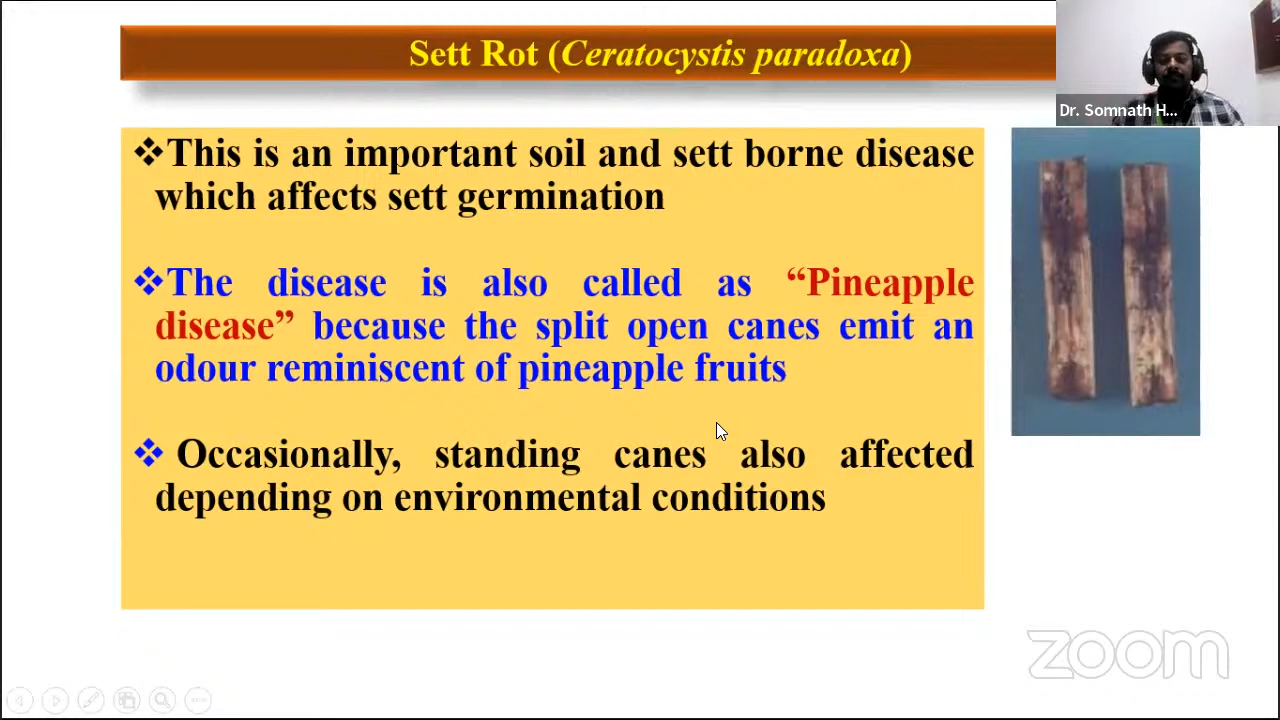 Sett Rot (Ceratocystis paradoxa)
Dr. Somnath H...
❖This is an important soil and sett borne disease
which affects sett germination
❖The disease is also called as “Pineapple
disease” because the split open canes emit an
odour reminiscent of pineapple fruits
❖ Occasionally, standing canes also affected
depending on environmental conditions
zoom